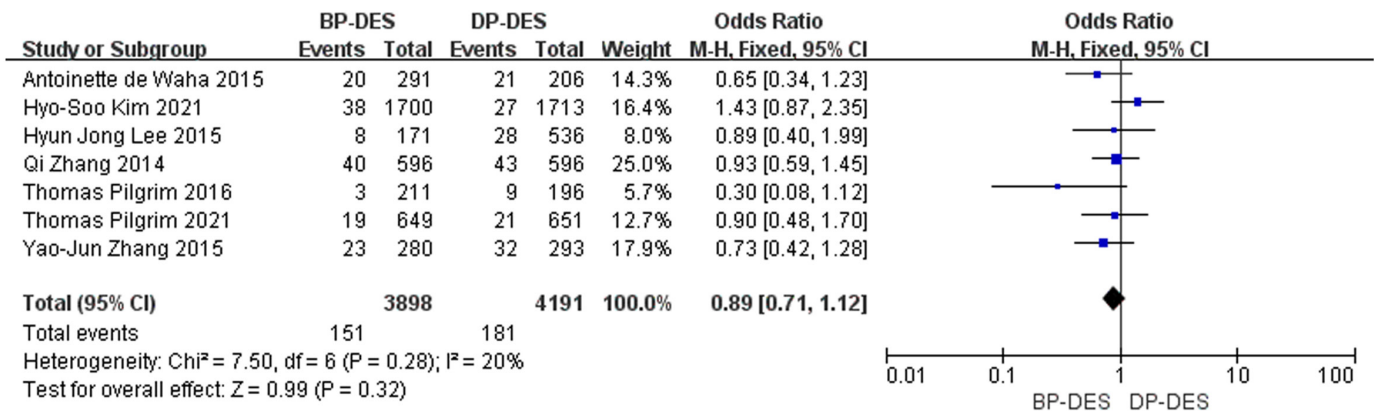 BP-DES DP-DES Odds Ratio Odds Ratio
Study or Subgroup Events Total Events Total Weight M-H, Fixed, 95% CI M-H, Fixed, 95% CI
Antoinette de Waha 2015 20 291 21 206 14.3% 0.65 [0.34, 1.23]
Hyo-Soo Kim 2021 38 1700 27 1713 16.4% 1.43 [0.87, 2.35]
Hyun Jong Lee 2015 8 171 28 536 8.0% 0.89 [0.40, 1.99]
Qi Zhang 2014 40 596 43 596 25.0% 0.93 [0.59, 1.45]
Thomas Pilgrim 2016 3 211 9 196 5.7% 0.30 [0.08, 1.12]
Thomas Pilgrim 2021 19 649 21 651 12.7% 0.90 [0.48, 1.70]
Yao-Jun Zhang 2015 23 280 32 293 17.9% 0.73 [0.42, 1.28]
Total (95% CI) 3898 4191 100.0% 0.89 [0.71, 1.12]
Total events 151 181
Heterogeneity: Chi² = 7.50, df = 6 (P = 0.28); I² = 20%
Test for overall effect: Z = 0.99 (P = 0.32)
0.01 0.1 1 10 100
BP-DES DP-DES